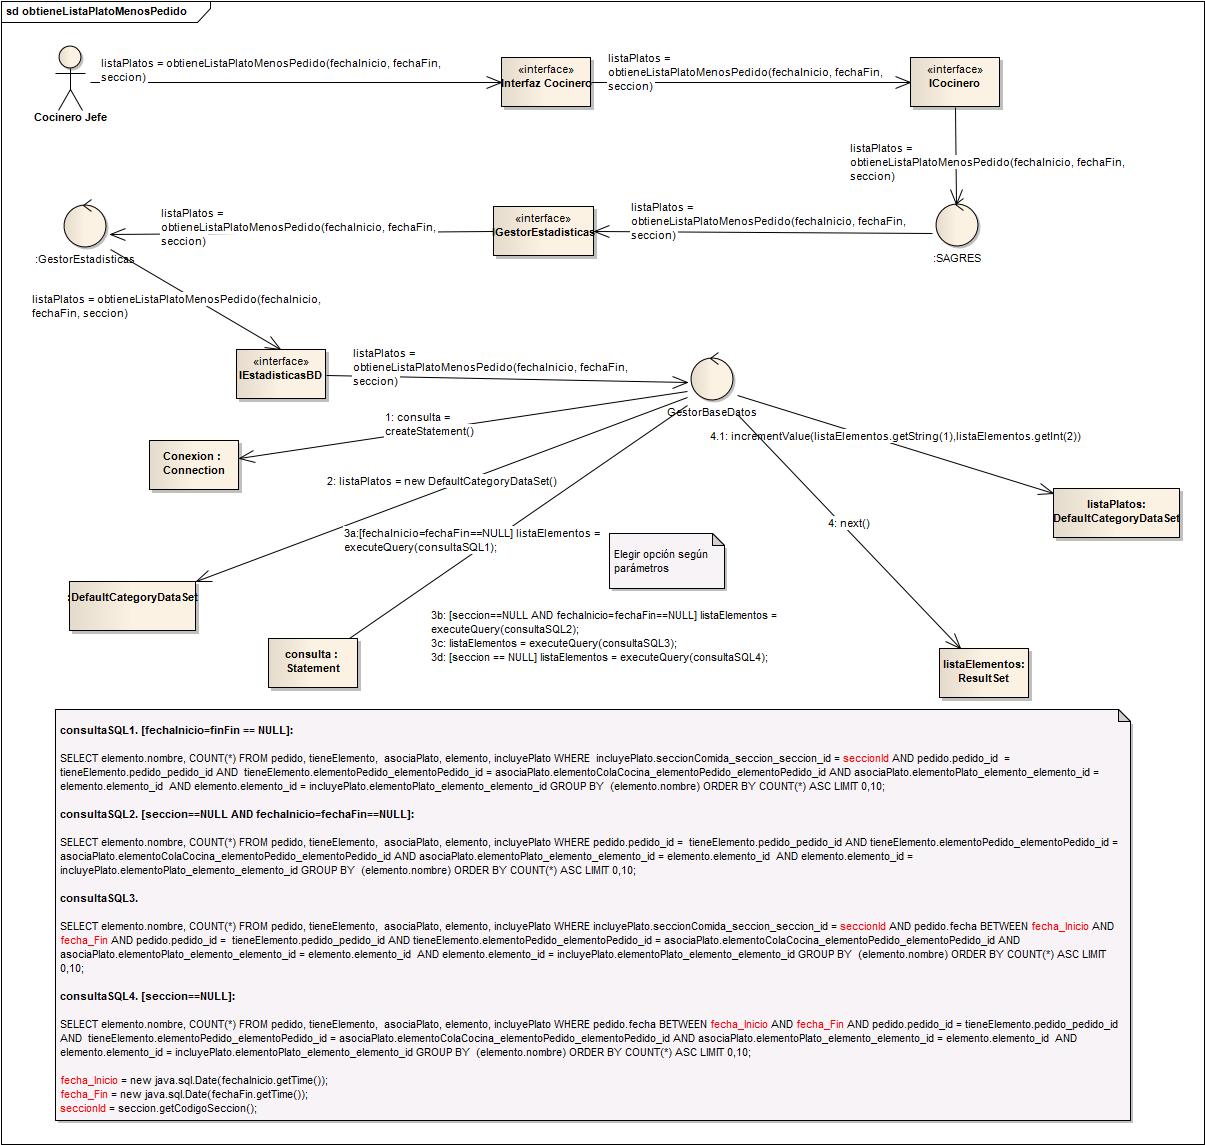 sd obtieneListaPlatoMenosPedido
listaPlatos = obtieneListaPlatoMenosPedido(fechaInicio, fechaFin,
seccion)
Cocinero Jefe
«interface»
Interfaz Cocinero
listaPlatos =
obtieneListaPlatoMenosPedido(fechaInicio, fechaFin,
seccion)
«interface»
ICocinero
listaPlatos =
obtieneListaPlatoMenosPedido(fechaInicio, fechaFin,
seccion)
:GestorEstadisticas
listaPlatos =
obtieneListaPlatoMenosPedido(fechaInicio, fechaFin,
seccion)
«interface»
IGestorEstadisticas
listaPlatos =
obtieneListaPlatoMenosPedido(fechaInicio, fechaFin,
seccion)
:SAGRES
listaPlatos = obtieneListaPlatoMenosPedido(fechaInicio,
fechaFin, seccion)
«interface»
IEstadisticasBD
listaPlatos =
obtieneListaPlatoMenosPedido(fechaInicio, fechaFin,
seccion)
GestorBaseDatos
1: consulta =
createStatement()
4.1: incrementValue(listaElementos.getString(1),listaElementos.getInt(2))
Conexion :
Connection
2: listaPlatos = new DefaultCategoryDataSet()
listaPlatos:
DefaultCategoryDataSet
3a:[fechaInicio=fechaFin==NULL] listaElementos =
executeQuery(consultaSQL1);
4: next()
Elegir opción según
parámetros
:DefaultCategoryDataSet
3b: [seccion==NULL AND fechaInicio=fechaFin==NULL] listaElementos =
executeQuery(consultaSQL2);
3c: listaElementos = executeQuery(consultaSQL3);
3d: [seccion == NULL] listaElementos = executeQuery(consultaSQL4);
consulta :
Statement
listaElementos:
ResultSet
consultaSQL1. [fechaInicio=finFin == NULL]:
SELECT elemento.nombre, COUNT(*) FROM pedido, tieneElemento,  asociaPlato, elemento, incluyePlato WHERE  incluyePlato.seccionComida_seccion_seccion_id = seccionId AND pedido.pedido_id  =
tieneElemento.pedido_pedido_id AND  tieneElemento.elementoPedido_elementoPedido_id = asociaPlato.elementoColaCocina_elementoPedido_elementoPedido_id AND asociaPlato.elementoPlato_elemento_elemento_id =
elemento.elemento_id  AND elemento.elemento_id = incluyePlato.elementoPlato_elemento_elemento_id GROUP BY  (elemento.nombre) ORDER BY COUNT(*) ASC LIMIT 0,10;
consultaSQL2. [seccion==NULL AND fechaInicio=fechaFin==NULL]:
SELECT elemento.nombre, COUNT(*) FROM pedido, tieneElemento,  asociaPlato, elemento, incluyePlato WHERE pedido.pedido_id =  tieneElemento.pedido_pedido_id AND tieneElemento.elementoPedido_elementoPedido_id =
asociaPlato.elementoColaCocina_elementoPedido_elementoPedido_id AND asociaPlato.elementoPlato_elemento_elemento_id = elemento.elemento_id  AND elemento.elemento_id =
incluyePlato.elementoPlato_elemento_elemento_id GROUP BY  (elemento.nombre) ORDER BY COUNT(*) ASC LIMIT 0,10;
consultaSQL3.
SELECT elemento.nombre, COUNT(*) FROM pedido, tieneElemento,  asociaPlato, elemento, incluyePlato WHERE incluyePlato.seccionComida_seccion_seccion_id = seccionId AND pedido.fecha BETWEEN fecha_Inicio AND
fecha_Fin AND pedido.pedido_id =  tieneElemento.pedido_pedido_id AND tieneElemento.elementoPedido_elementoPedido_id = asociaPlato.elementoColaCocina_elementoPedido_elementoPedido_id AND
asociaPlato.elementoPlato_elemento_elemento_id = elemento.elemento_id  AND elemento.elemento_id = incluyePlato.elementoPlato_elemento_elemento_id GROUP BY  (elemento.nombre) ORDER BY COUNT(*) ASC LIMIT
0,10;
consultaSQL4. [seccion==NULL]:
SELECT elemento.nombre, COUNT(*) FROM pedido, tieneElemento,  asociaPlato, elemento, incluyePlato WHERE pedido.fecha BETWEEN fecha_Inicio AND fecha_Fin AND pedido.pedido_id = tieneElemento.pedido_pedido_id
AND  tieneElemento.elementoPedido_elementoPedido_id = asociaPlato.elementoColaCocina_elementoPedido_elementoPedido_id AND asociaPlato.elementoPlato_elemento_elemento_id = elemento.elemento_id  AND
elemento.elemento_id = incluyePlato.elementoPlato_elemento_elemento_id GROUP BY  (elemento.nombre) ORDER BY COUNT(*) ASC LIMIT 0,10;
fecha_Inicio = new java.sql.Date(fechaInicio.getTime());
fecha_Fin = new java.sql.Date(fechaFin.getTime());
seccionId = seccion.getCodigoSeccion();